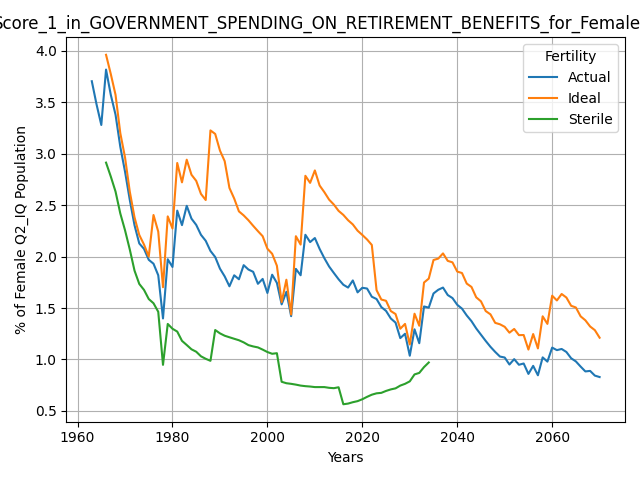 Score_1_in_GOVERNMENT_SPENDING_ON_RETIREMENT_BENEFITS_for_Female
Fertility
Actual
Ideal
Sterile
% of Female Q2_IQ Population
4.0
3.5
3.0
2.5
2.0
1.5
1.0
0.5
1960
1980
2000
2020
2040
2060
Years